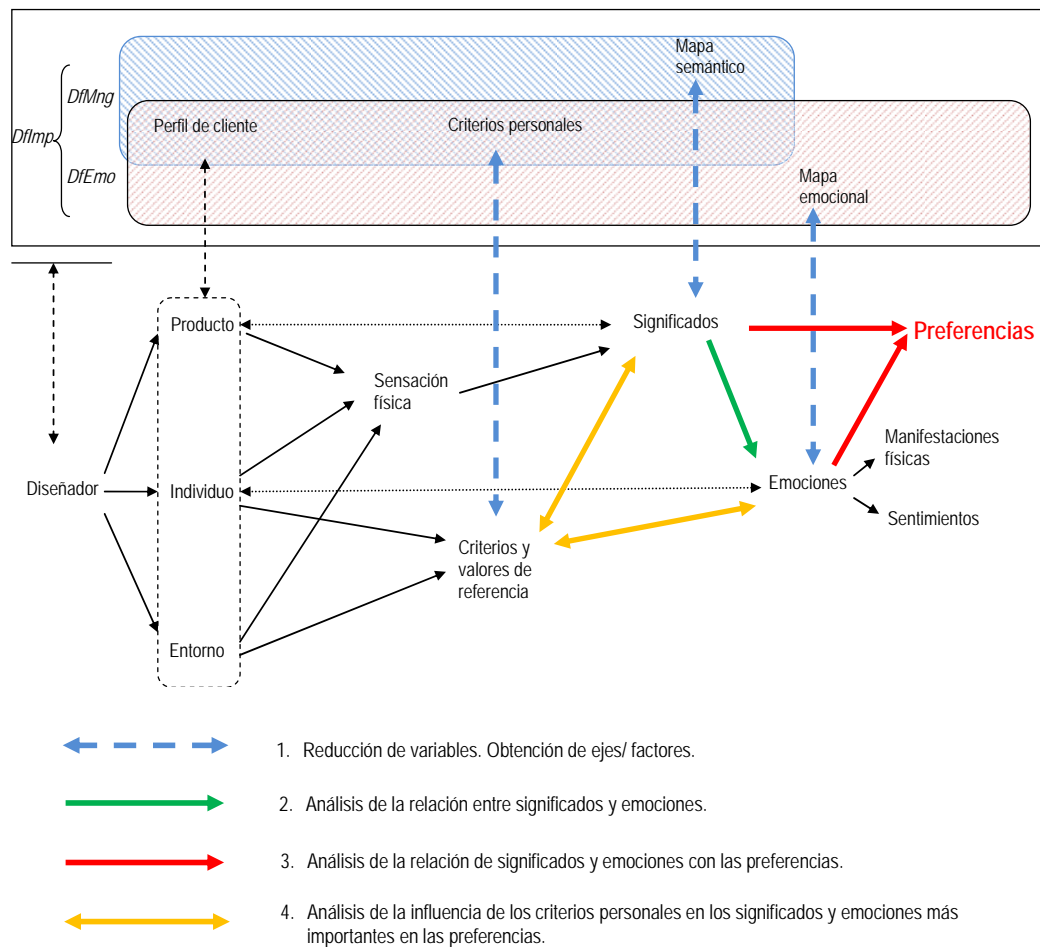 Mapa
semántico
DfMng
DfImp
DfEmo
Perfil de cliente
Criterios personales
Mapa
emocional
Producto
Significados
Preferencias
Sensación
física
Manifestaciones
físicas
Diseñador
Individuo
Emociones
Sentimientos
Criterios y
valores de
referencia
Entorno
1. Reducción de variables. Obtención de ejes/ factores.
2. Análisis de la relación entre significados y emociones.
3. Análisis de la relación de significados y emociones con las preferencias.
4. Análisis de la influencia de los criterios personales en los significados y emociones más
importantes en las preferencias.